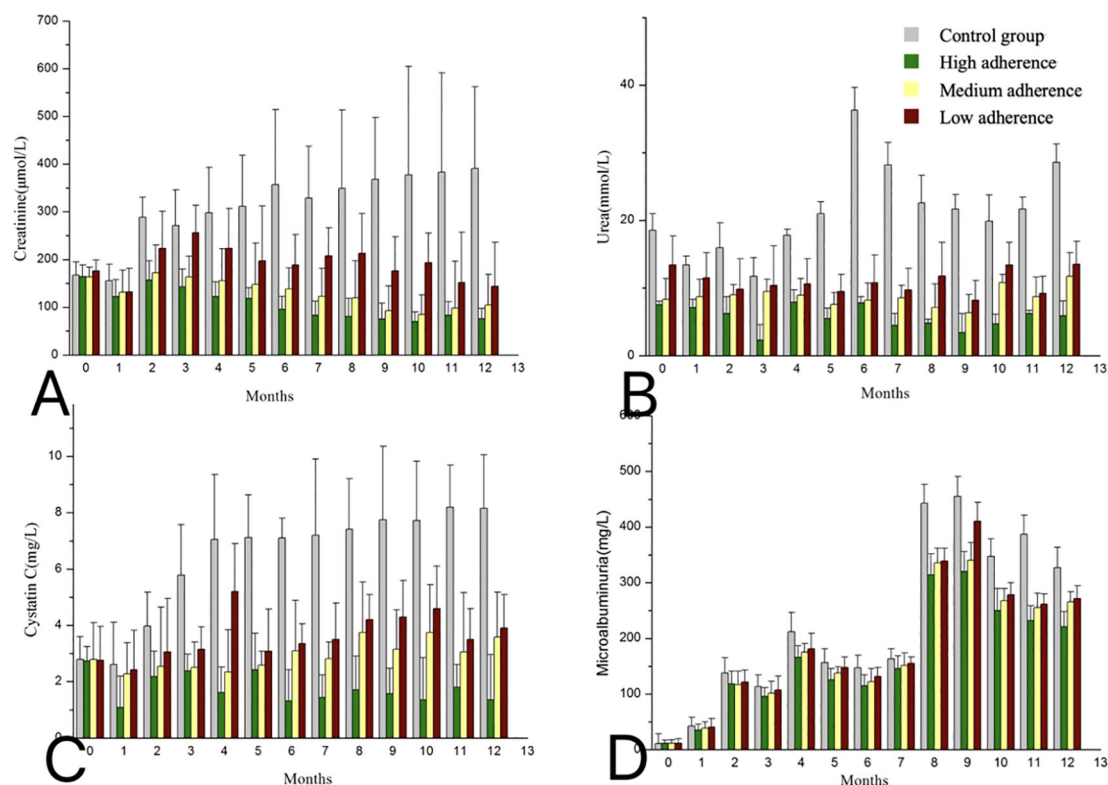 700
600
500
400
300
200
100
0
Creatinine(μmol/L)
0 1 2 3 4 5 6 7 8 9 10 11 12 13
Months
A
40
20
0
Urea(mmol/L)
Control group
High adherence
Medium adherence
Low adherence
0 1 2 3 4 5 6 7 8 9 10 11 12 13
Months
B
10
8
6
4
2
0
Cystatin C(mg/L)
0 1 2 3 4 5 6 7 8 9 10 11 12 13
Months
C
600
500
400
300
200
100
0
Microalbuminuria(mg/L)
0 1 2 3 4 5 6 7 8 9 10 11 12 13
Months
D